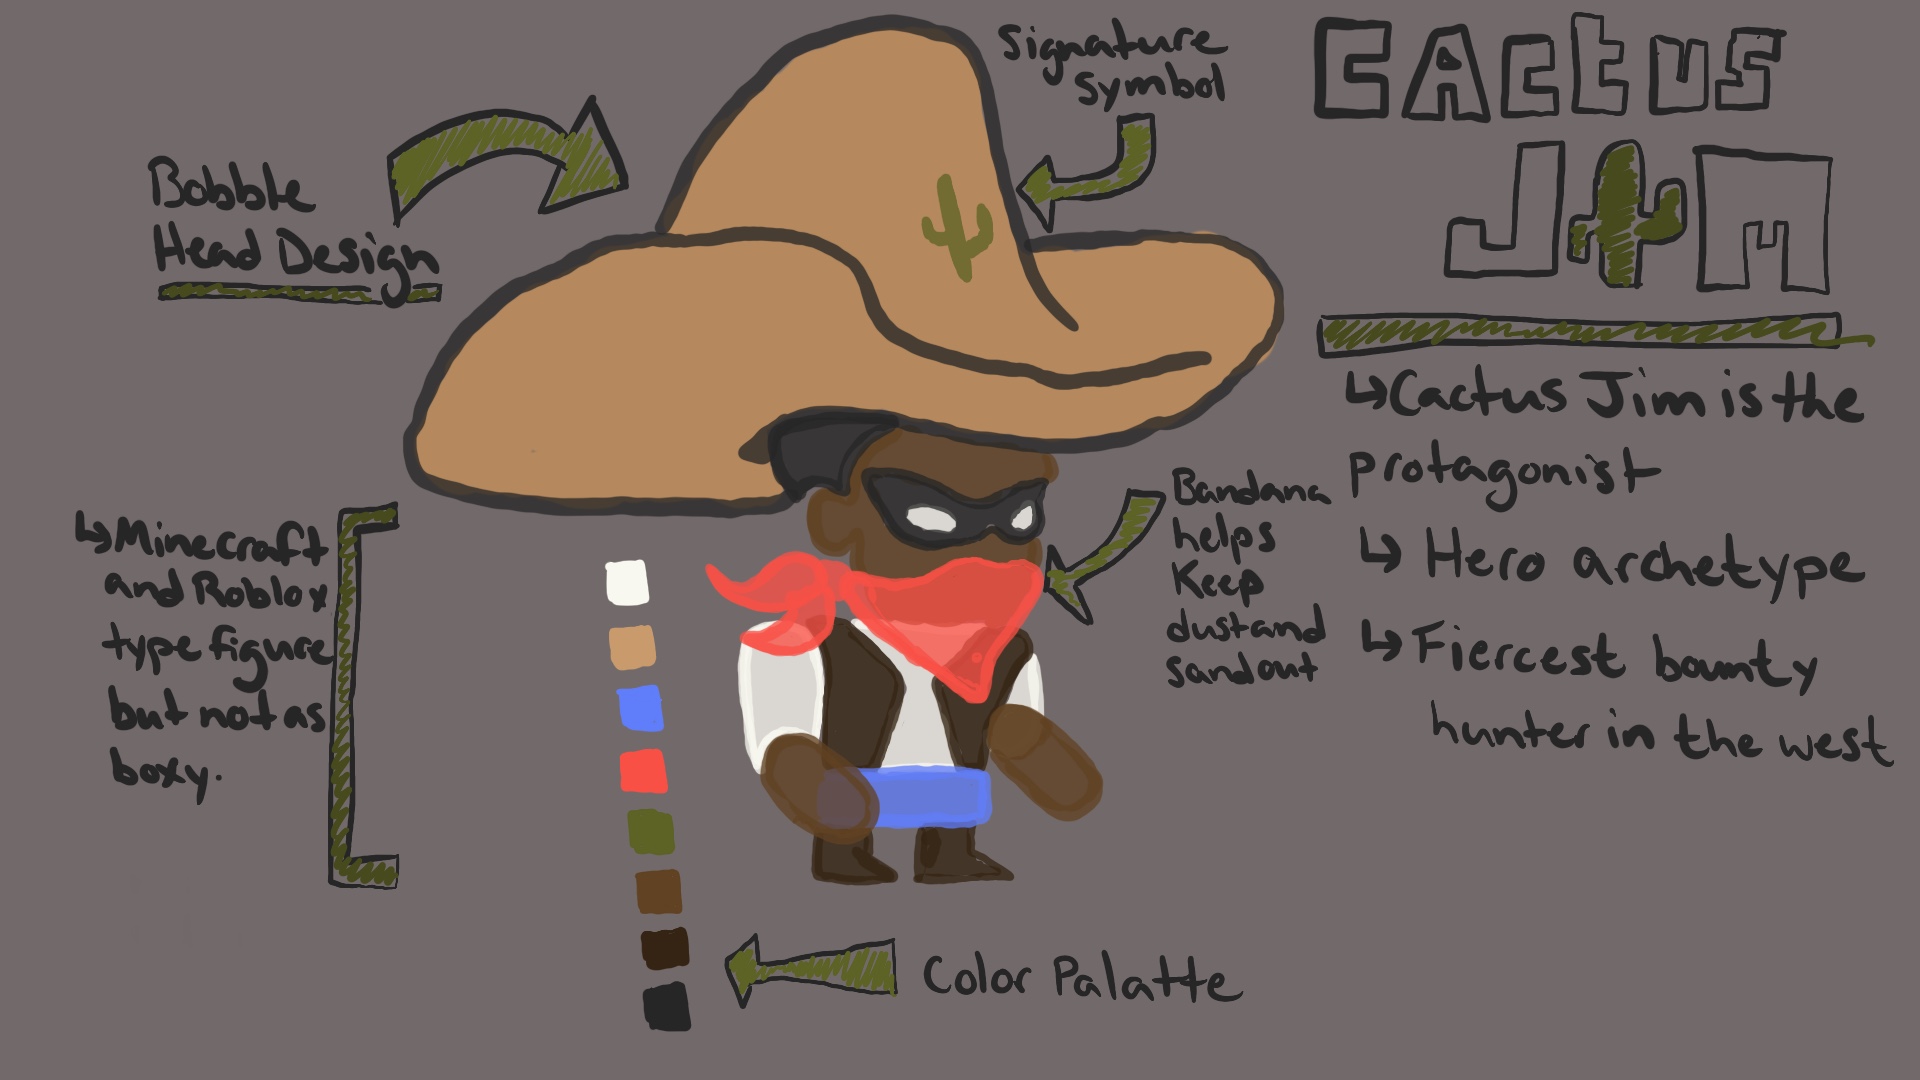 CACtUS
JIM
Signature
Symbol
Bobble
Head Design
↳Cactus Jim is the
protagonist
↳ Hero archetype
↳ Fiercest bounty
hunter in the west
Bandana
helps
Keep
dust and
sand out
↳Minecraft
and Roblox
type figure
but not as
boxy.
Color Palatte